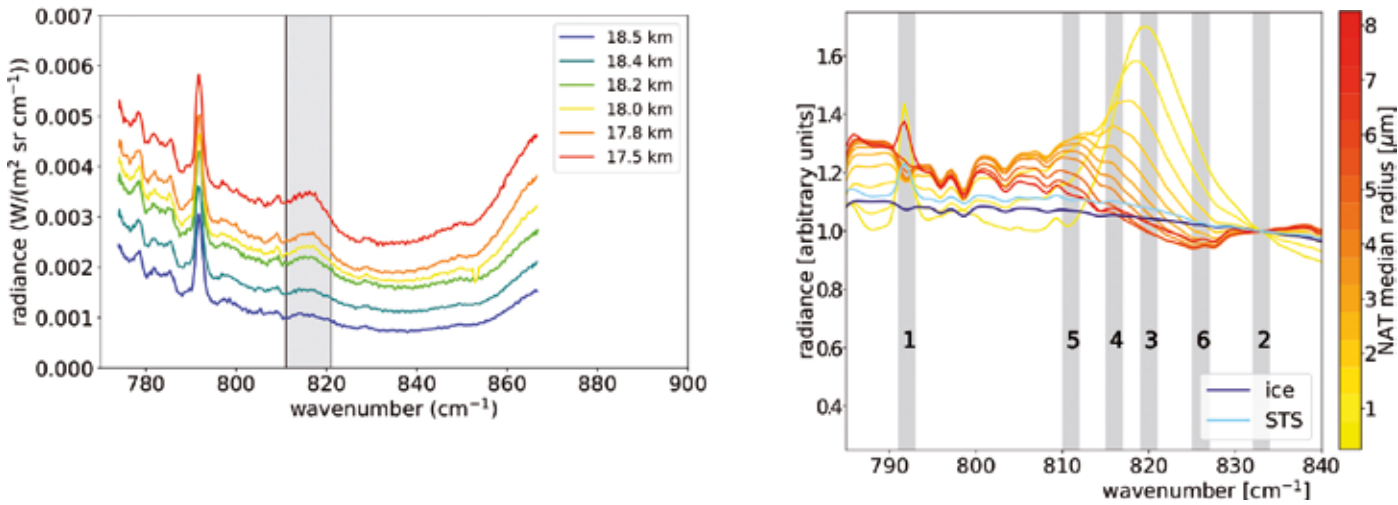 0.007
0.006
0.005
0.004
0.003
0.002
0.001
0.000
radiance (W/(m² sr cm⁻¹))
18.5 km
18.4 km
18.2 km
18.0 km
17.8 km
17.5 km
780 800 820 840 860 880 900
wavenumber (cm⁻¹)
1.6
1.4
1.2
1.0
0.8
0.6
0.4
radiance [arbitrary units]
1 5 4 3 6 2
ice
STS
790 800 810 820 830 840
wavenumber [cm⁻¹]
8
7
6
5
4
3
2
1
NAT median radius [μm]